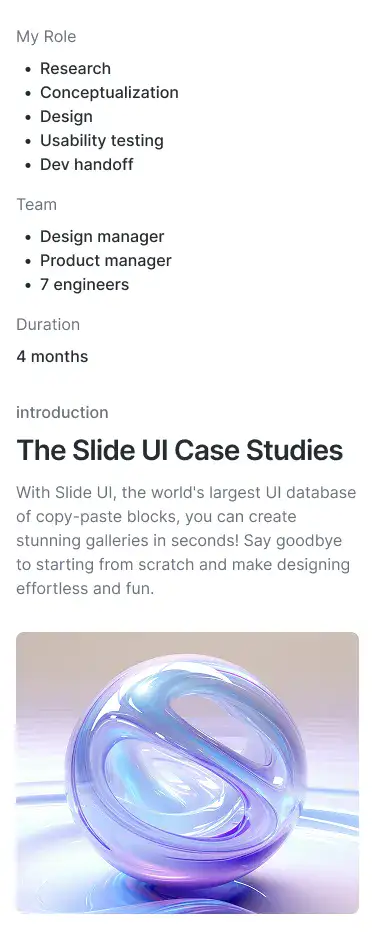 My Role
• Research
• Conceptualization
• Design
• Usability testing
• Dev handoff
Team
• Design manager
• Product manager
• 7 engineers
Duration
4 months
introduction
The Slide UI Case Studies
With Slide UI, the world's largest UI database
of copy-paste blocks, you can create
stunning galleries in seconds! Say goodbye
to starting from scratch and make designing
effortless and fun.